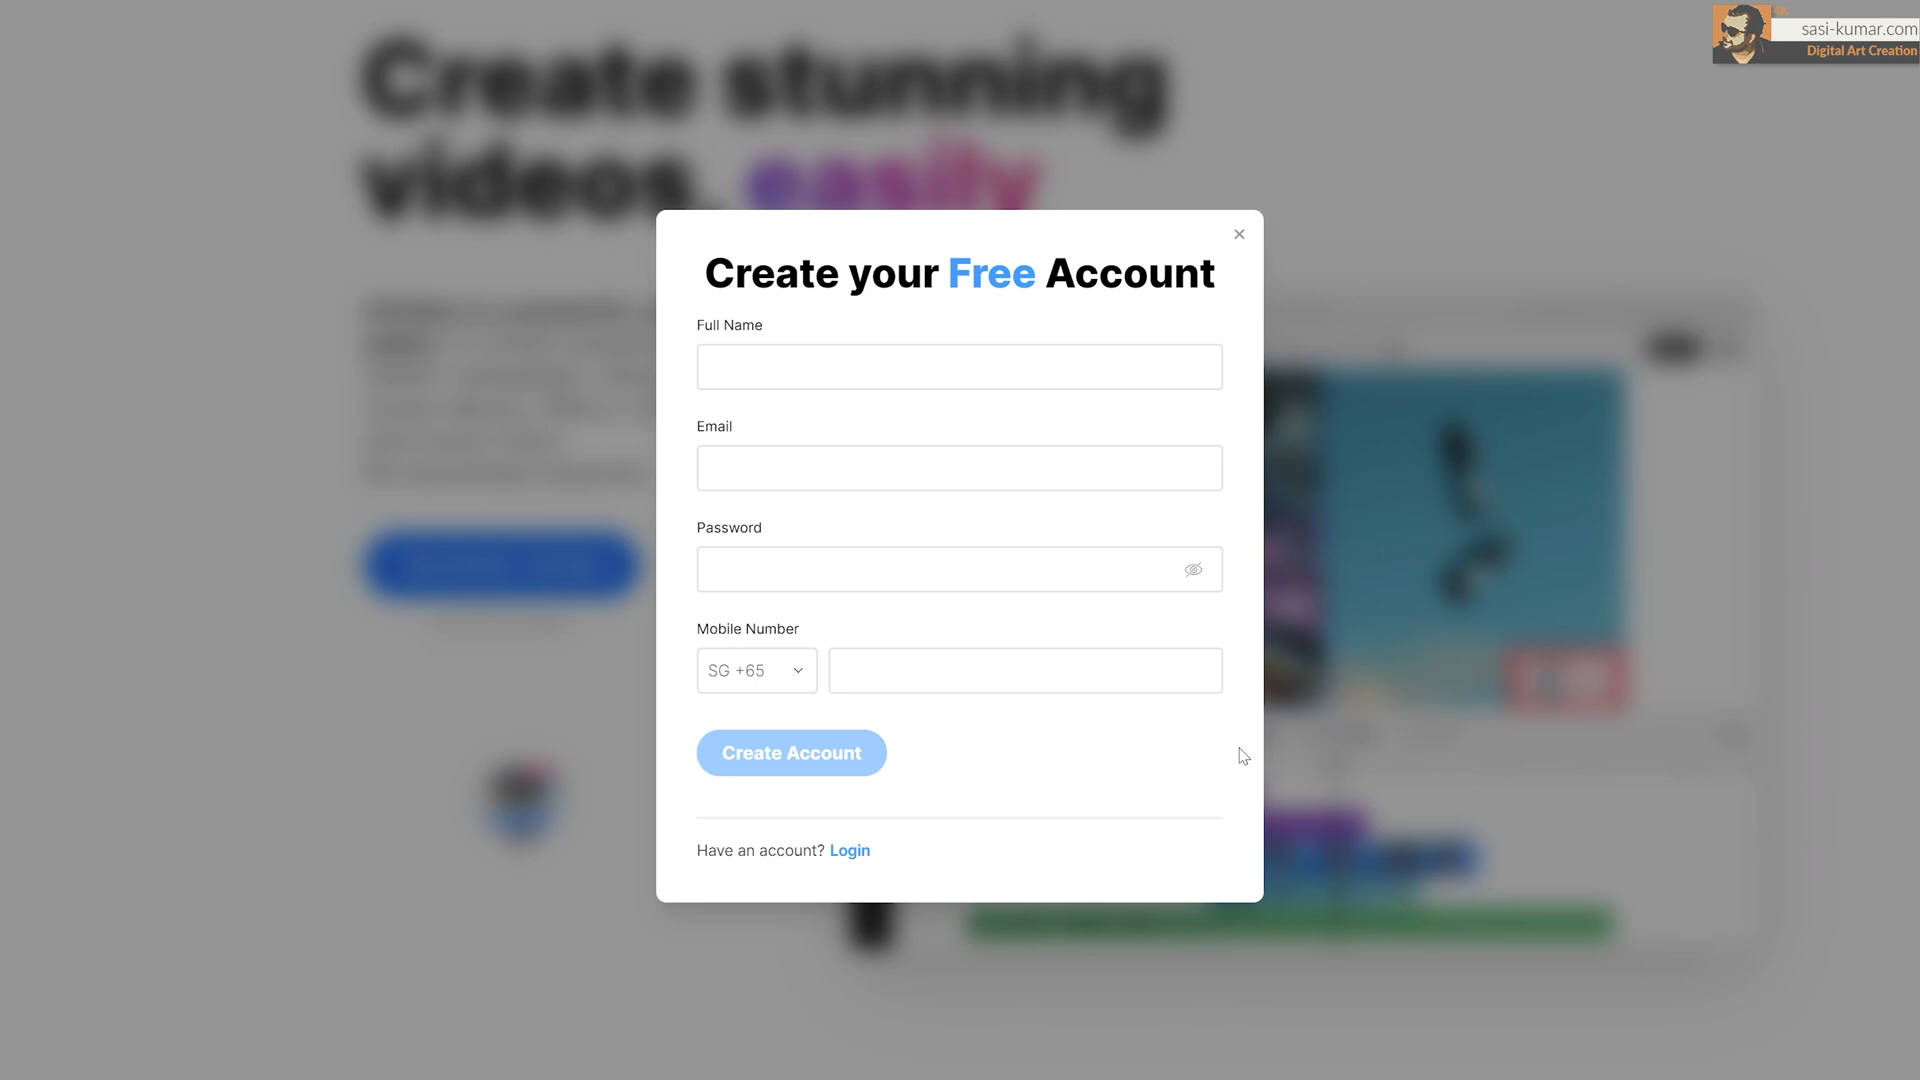 Create stunning
videos, easily
sasi-kumar.com
Digital Art Creation
Create your Free Account
Full Name
Email
Password
Mobile Number
SG +65
Create Account
Have an account? Login